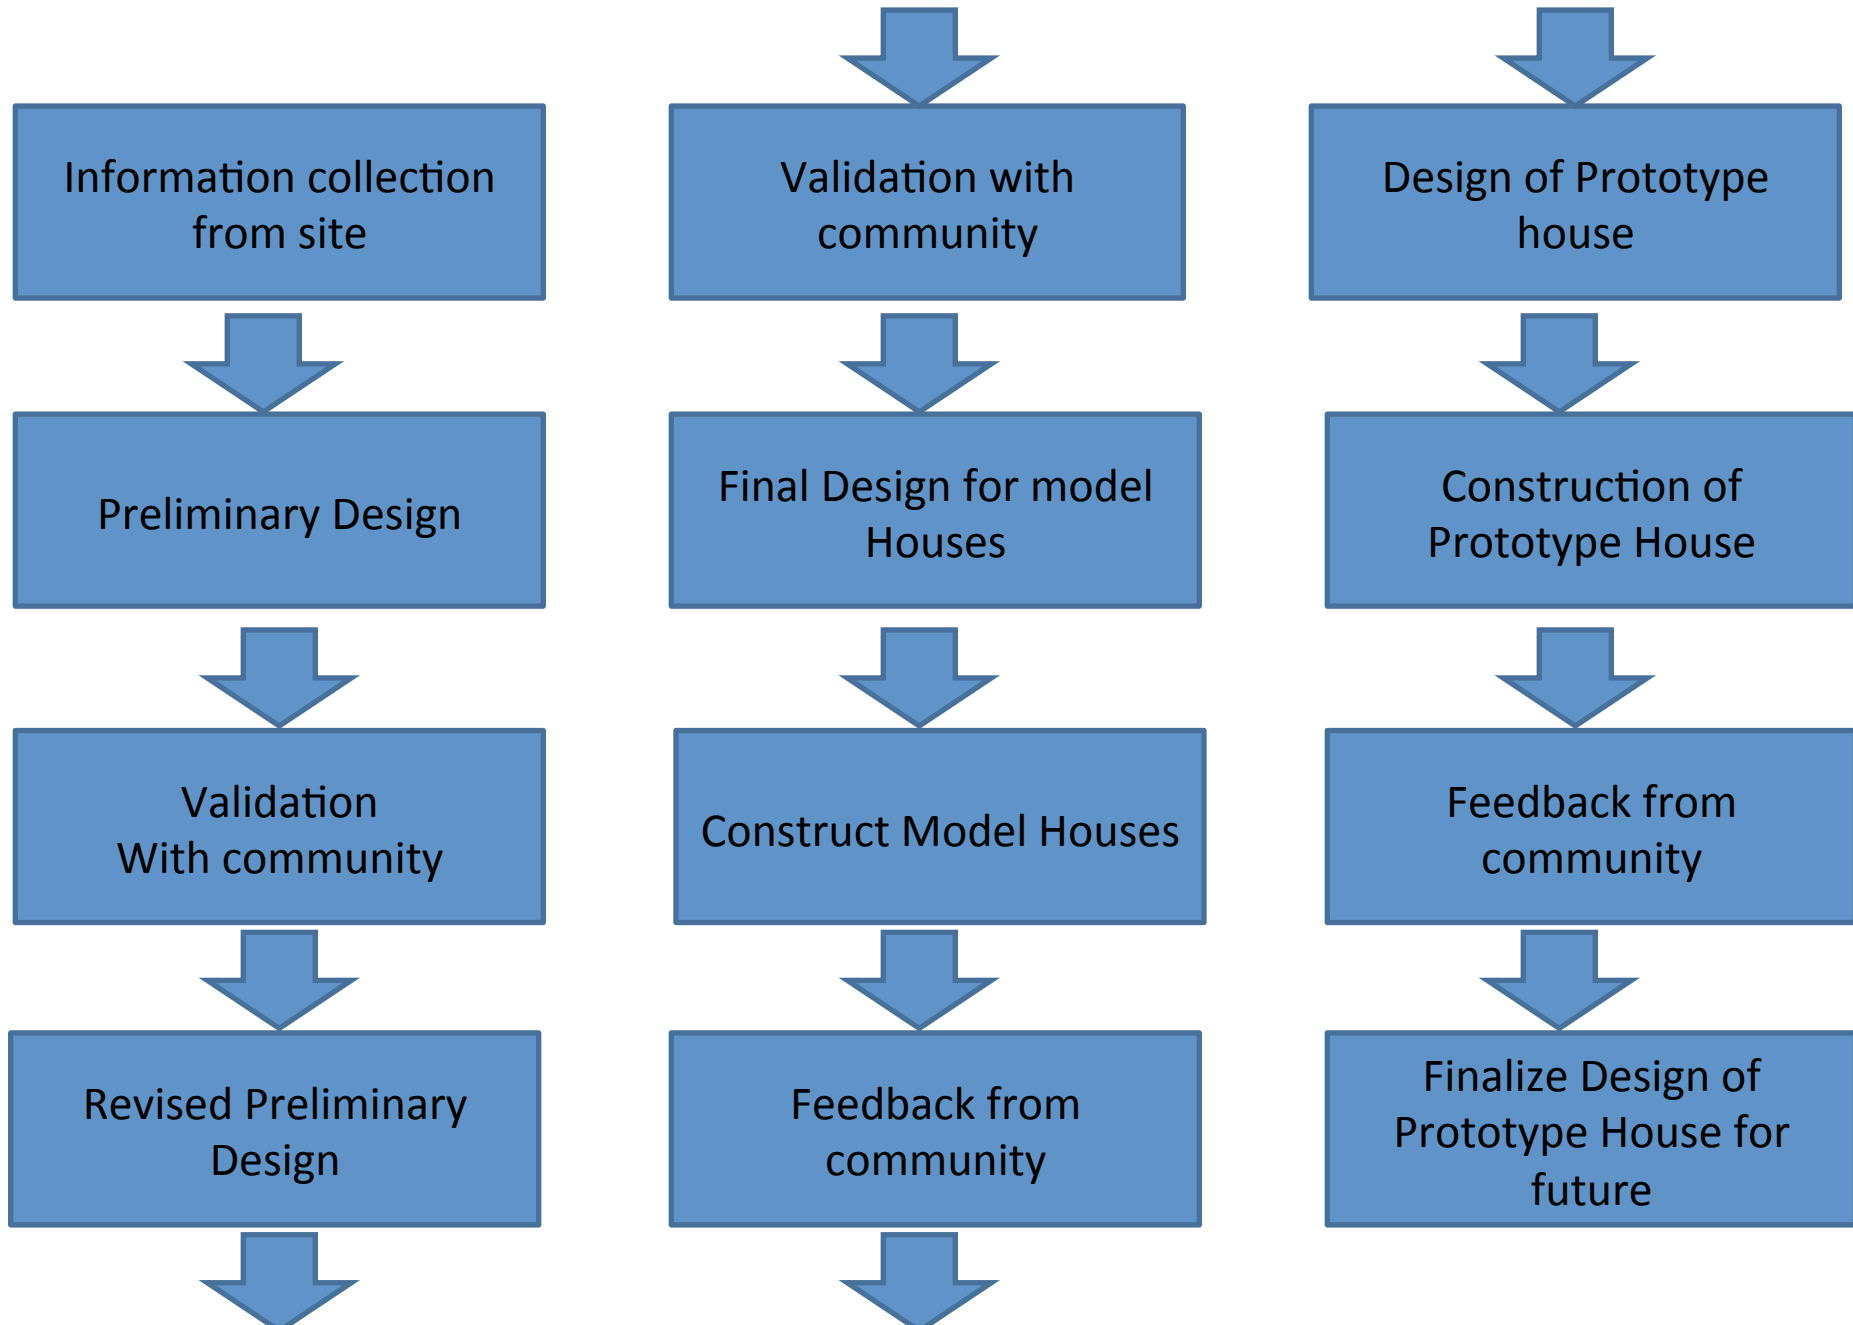 Information collection
from site
Preliminary Design
Validation
With community
Revised Preliminary
Design
Validation with
community
Final Design for model
Houses
Construct Model Houses
Feedback from
community
Design of Prototype
house
Construction of
Prototype House
Feedback from
community
Finalize Design of
Prototype House for
future